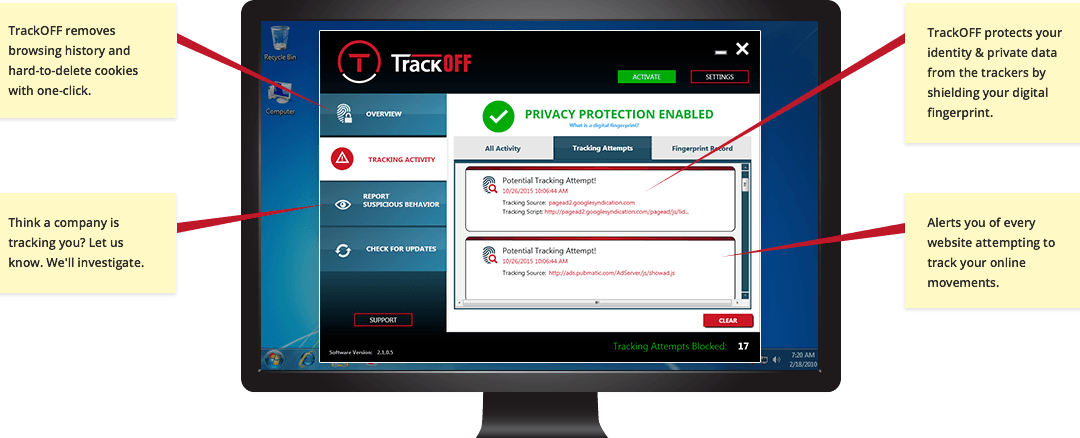 TrackOFF removes
browsing history and
hard-to-delete cookies
with one-click.
Think a company is
tracking you? Let us
know. We'll investigate.
Recycle Bin
Computer
T
TrackOFF
ACTIVATE
SETTINGS
OVERVIEW
TRACKING ACTIVITY
REPORT
SUSPICIOUS BEHAVIOR
CHECK FOR UPDATES
SUPPORT
Software Version: 2.1.0.5
PRIVACY PROTECTION ENABLED
What is a digital fingerprint?
All Activity
Tracking Attempts
Fingerprint Record
Potential Tracking Attempt!
10/26/2015 10:06:44 AM
Tracking Source: pagead2.googlesyndication.com
Tracking Script: http://pagead2.googlesyndication.com/pagead/js/lid...
Potential Tracking Attempt!
10/26/2015 10:06:44 AM
Tracking Source: http://ads.pubmatic.com/AdServer/js/showad.js
CLEAR
Tracking Attempts Blocked: 17
7:20 AM
2/18/2010
TrackOFF protects your
identity & private data
from the trackers by
shielding your digital
fingerprint.
Alerts you of every
website attempting to
track your online
movements.